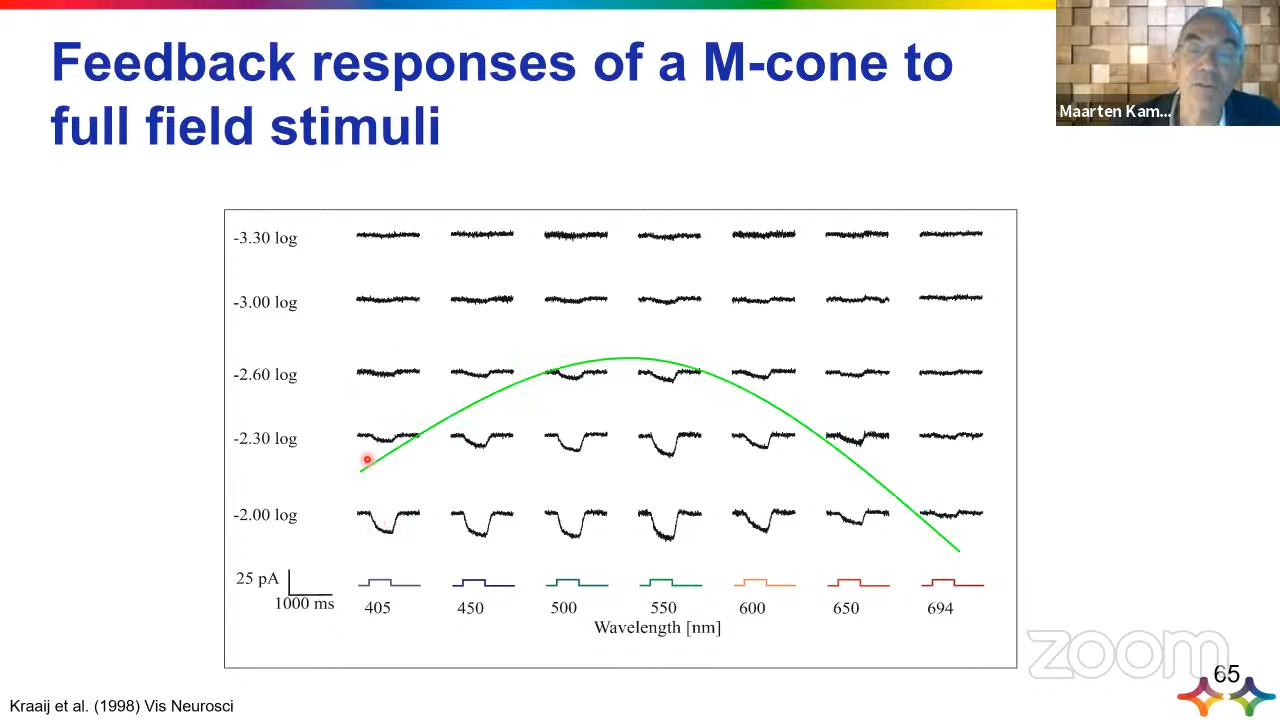 Feedback responses of a M-cone to
full field stimuli
Maarten Kam...
-3.30 log
-3.00 log
-2.60 log
-2.30 log
-2.00 log
25 pA
1000 ms
405 450 500 550 600 650 694
Wavelength [nm]
zoom
65
Kraaij et al. (1998) Vis Neurosci